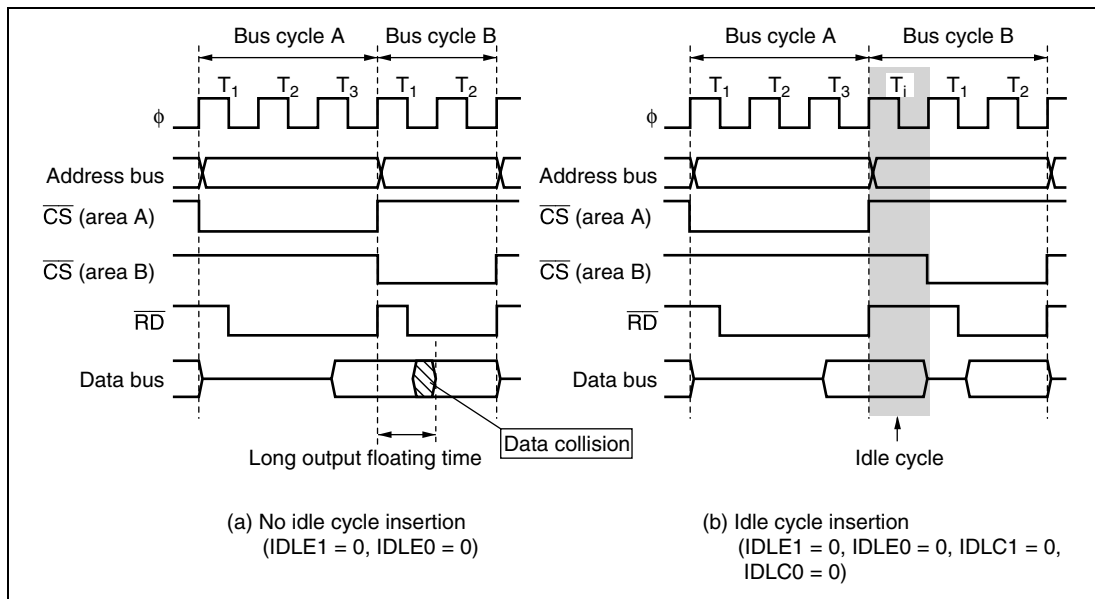 Bus cycle A Bus cycle B
T1 T2 T3 T1 T2
ϕ
Address bus
CS (area A)
CS (area B)
RD
Data bus
Data collision
Long output floating time
(a) No idle cycle insertion
(IDLE1 = 0, IDLE0 = 0)
Bus cycle A Bus cycle B
T1 T2 T3 Ti T1 T2
ϕ
Address bus
CS (area A)
CS (area B)
RD
Data bus
Idle cycle
(b) Idle cycle insertion
(IDLE1 = 0, IDLE0 = 0, IDLC1 = 0,
IDLC0 = 0)